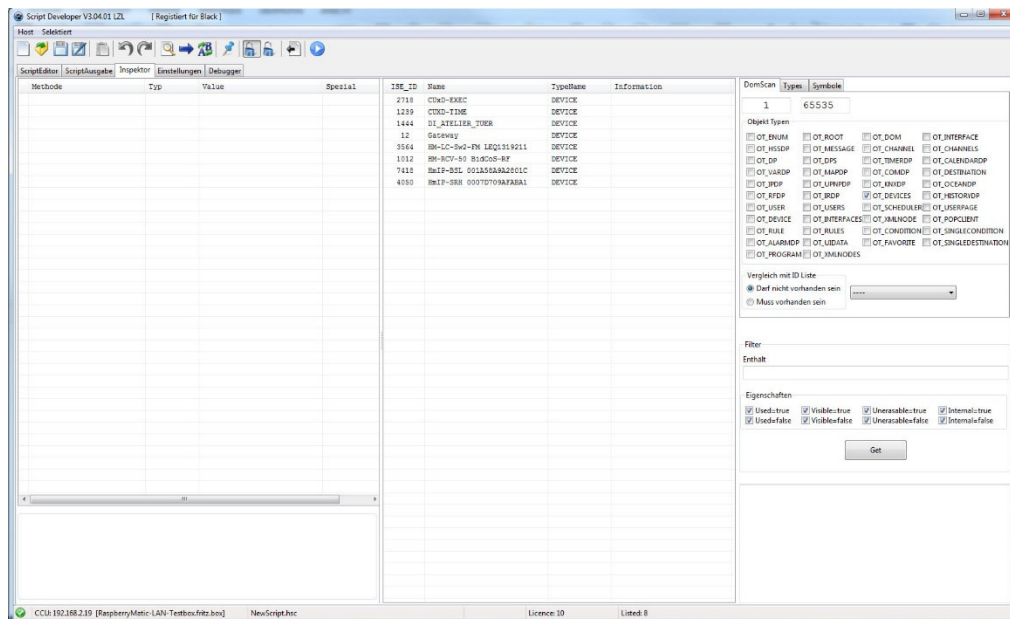 Script Developer V3.04.01 LZL [ Registiert für Black ]
Host Selektiert
ScriptEditor ScriptAusgabe Inspektor Einstellungen Debugger
Methode Typ Value Spezial
ISE_ID Name TypeName Information
2718 CUxD-EXEC DEVICE
1239 CUXD-TIME DEVICE
1444 DI_ATELIER_TUER DEVICE
12 Gateway DEVICE
3564 HM-LC-Sw2-FM LEQ1319211 DEVICE
1012 HM-RCV-50 BidCoS-RF DEVICE
7418 HmIP-BSL 001A58A9A2801C DEVICE
4050 HmIP-SRH 0007D709AFAEA1 DEVICE
DomScan Types Symbole
1 65535
Objekt Typen
OT_ENUM OT_ROOT OT_DOM OT_INTERFACE
OT_HSSDP OT_MESSAGE OT_CHANNEL OT_CHANNELS
OT_DP OT_DPS OT_TIMERDP OT_CALENDARDP
OT_VARDP OT_MAPDP OT_COMDP OT_DESTINATION
OT_IPDP OT_UPNPDP OT_KNXDP OT_OCEANDP
OT_RFDP OT_IRDP OT_DEVICES OT_HISTORYDP
OT_USER OT_USERS OT_SCHEDULER OT_USERPAGE
OT_DEVICE OT_INTERFACES OT_XMLNODE OT_POPCLIENT
OT_RULE OT_RULES OT_CONDITION OT_SINGLECONDITION
OT_ALARMDP OT_UIDATA OT_FAVORITE OT_SINGLEDESTINATION
OT_PROGRAM OT_XMLNODES
Vergleich mit ID Liste
Darf nicht vorhanden sein
----
Muss vorhanden sein
Filter
Enthält
Eigenschaften
Used=true Visible=true Unerasable=true Internal=true
Used=false Visible=false Unerasable=false Internal=false
Get
CCU: 192.168.2.19 [RaspberryMatic-LAN-Testbox.fritz.box] NewScript.hsc Licence: 10 Listed: 8